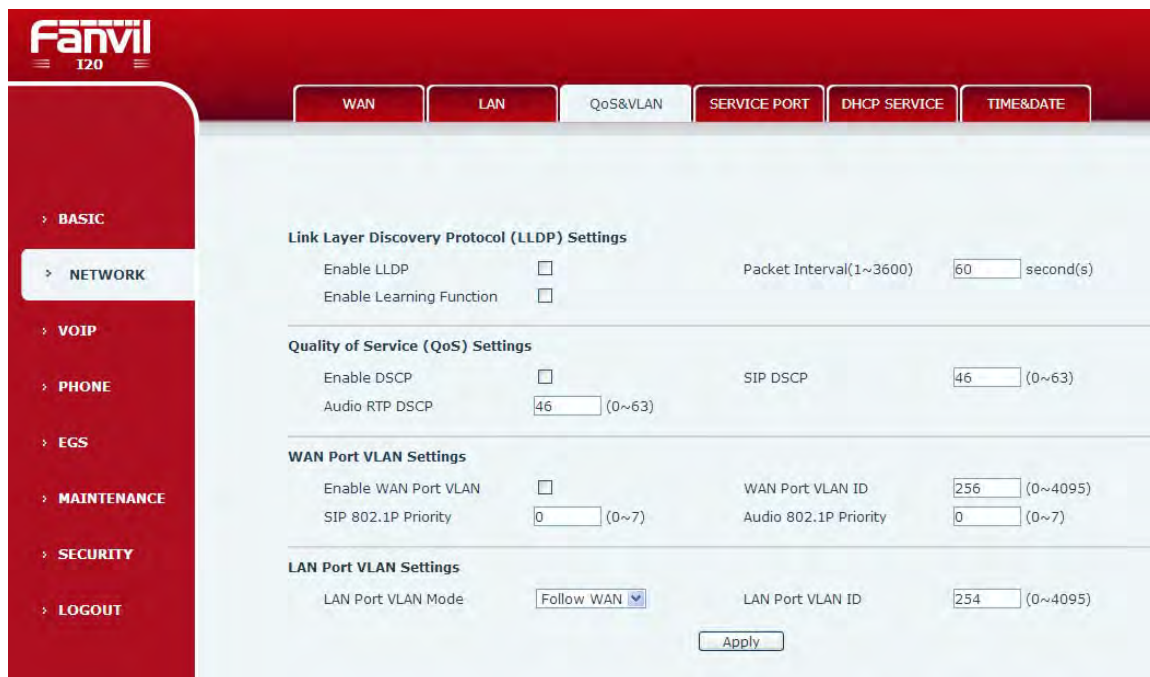 Fanvil
I20
WAN LAN QoS&VLAN SERVICE PORT DHCP SERVICE TIME&DATE
› BASIC
› NETWORK
› VOIP
› PHONE
› EGS
› MAINTENANCE
› SECURITY
› LOGOUT
Link Layer Discovery Protocol (LLDP) Settings
Enable LLDP Packet Interval(1~3600) 60 second(s)
Enable Learning Function
Quality of Service (QoS) Settings
Enable DSCP SIP DSCP 46 (0~63)
Audio RTP DSCP 46 (0~63)
WAN Port VLAN Settings
Enable WAN Port VLAN WAN Port VLAN ID 256 (0~4095)
SIP 802.1P Priority 0 (0~7) Audio 802.1P Priority 0 (0~7)
LAN Port VLAN Settings
LAN Port VLAN Mode Follow WAN LAN Port VLAN ID 254 (0~4095)
Apply